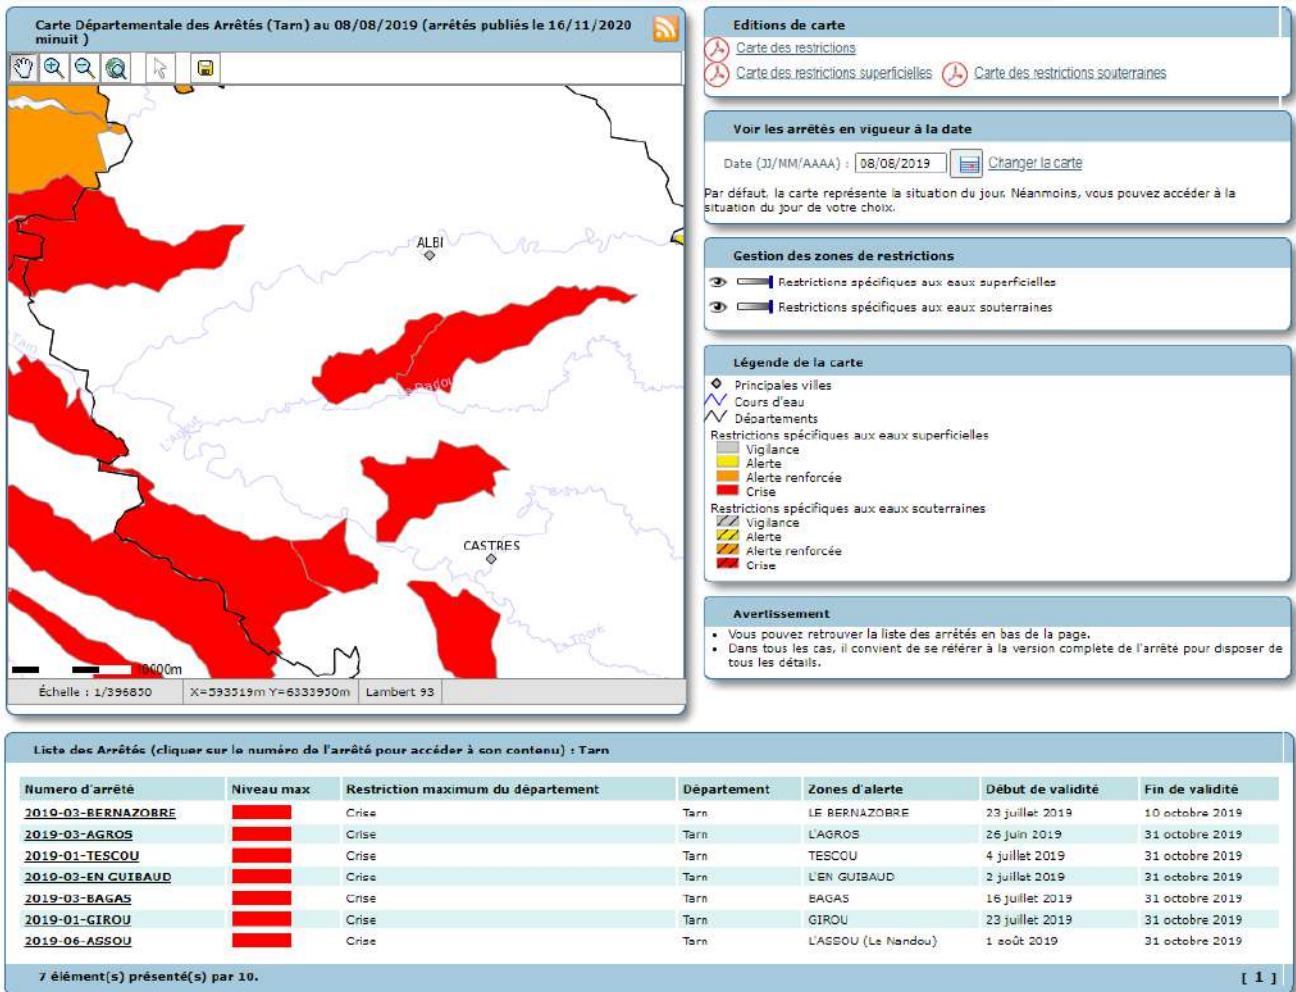 Carte Départementale des Arrêtés (Tarn) au 08/08/2019 (arrêtés publiés le 16/11/2020
minuit )
ALBI
Tarn
Le Dadou
L'Agout
CASTRES
Thoré
10000m
Échelle : 1/396850 X=593519m Y=6333950m Lambert 93
Editions de carte
Carte des restrictions
Carte des restrictions superficielles Carte des restrictions souterraines
Voir les arrêtés en vigueur à la date
Date (JJ/MM/AAAA) : 08/08/2019 Changer la carte
Par défaut, la carte représente la situation du jour. Néanmoins, vous pouvez accéder à la
situation du jour de votre choix.
Gestion des zones de restrictions
Restrictions spécifiques aux eaux superficielles
Restrictions spécifiques aux eaux souterraines
Légende de la carte
Principales villes
Cours d'eau
Départements
Restrictions spécifiques aux eaux superficielles
Vigilance
Alerte
Alerte renforcée
Crise
Restrictions spécifiques aux eaux souterraines
Vigilance
Alerte
Alerte renforcée
Crise
Avertissement
• Vous pouvez retrouver la liste des arrêtés en bas de la page.
• Dans tous les cas, il convient de se référer à la version complète de l'arrêté pour disposer de
tous les détails.
Liste des Arrêtés (cliquer sur le numéro de l'arrêté pour accéder à son contenu) : Tarn
Numero d'arrêté Niveau max Restriction maximum du département Département Zones d'alerte Début de validité Fin de validité
2019-03-BERNAZOBRE Crise Tarn LE BERNAZOBRE 23 juillet 2019 10 octobre 2019
2019-03-AGROS Crise Tarn L'AGROS 26 juin 2019 31 octobre 2019
2019-01-TESCOU Crise Tarn TESCOU 4 juillet 2019 31 octobre 2019
2019-03-EN GUIBAUD Crise Tarn L'EN GUIBAUD 2 juillet 2019 31 octobre 2019
2019-03-BAGAS Crise Tarn BAGAS 16 juillet 2019 31 octobre 2019
2019-01-GIROU Crise Tarn GIROU 23 juillet 2019 31 octobre 2019
2019-06-ASSOU Crise Tarn L'ASSOU (Le Nandou) 1 août 2019 31 octobre 2019
7 élément(s) présenté(s) par 10. [ 1 ]